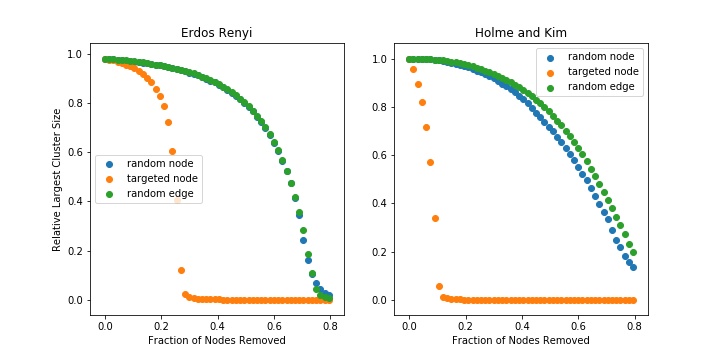 Erdos Renyi
Relative Largest Cluster Size
1.0
0.8
0.6
0.4
0.2
0.0
random node
targeted node
random edge
0.0 0.2 0.4 0.6 0.8
Fraction of Nodes Removed
Holme and Kim
1.0
0.8
0.6
0.4
0.2
0.0
random node
targeted node
random edge
0.0 0.2 0.4 0.6 0.8
Fraction of Nodes Removed